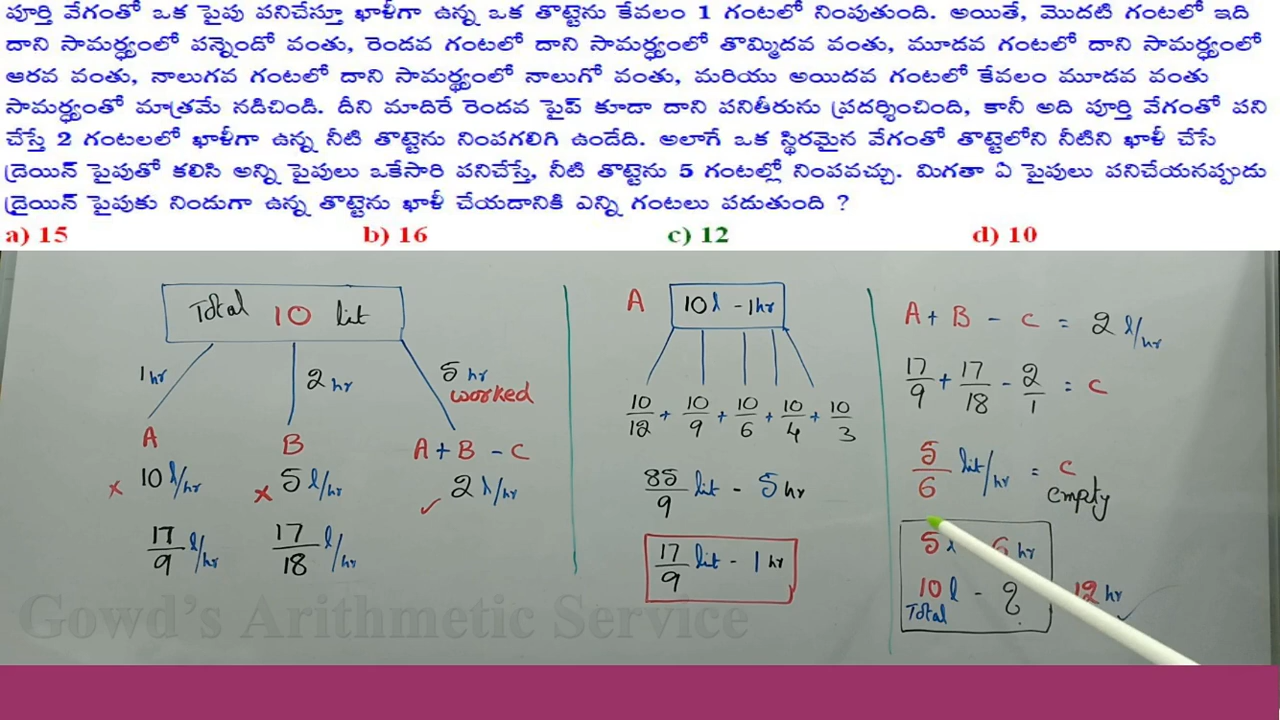 పూర్తి వేగంతో ఒక పైపు పనిచేస్తూ ఖాళీగా ఉన్న ఒక తొట్టెను కేవలం 1 గంటలో నింపుతుంది. అయితే, మొదటి గంటలో ఇది
దాని సామర్ధ్యంలో పన్నెండో వంతు, రెండవ గంటలో దాని సామర్ధ్యంలో తొమ్మిదవ వంతు, మూడవ గంటలో దాని సామర్ధ్యంలో
ఆరవ వంతు, నాలుగవ గంటలో దాని సామర్థ్యంలో నాలుగో వంతు, మరియు అయిదవ గంటలో కేవలం మూడవ వంతు
సామర్ధ్యంతో మాత్రమే నడిచిండి. దీని మాదిరే రెండవ పైప్ కూడా దాని పనితీరును ప్రదర్శించింది, కానీ అది పూర్తి వేగంతో పని
చేస్తే 2 గంటలలో ఖాళీగా ఉన్న నీటి తొట్టెను నింపగలిగి ఉండేది. అలాగే ఒక స్థిరమైన వేగంతో తొట్టెలోని నీటిని ఖాళీ చేసే
డ్రెయిన్ పైపుతో కలిసి అన్ని పైపులు ఒకేసారి పనిచేస్తే, నీటి తొట్టెను 5 గంటల్లో నింపవచ్చు. మిగతా ఏ పైపులు పనిచేయనప్పుడు
డ్రైయిన్ పైపుకు నిండుగా ఉన్న తొట్టెను ఖాళీ చేయడానికి ఎన్ని గంటలు పడుతుంది ?
a) 15 b) 16 c) 12 d) 10
Total 10 lit
1 hr 2 hr 5 hr worked
A B A + B - C
× 10 l/hr × 5 l/hr ✓ 2 l/hr
17/9 l/hr 17/18 l/hr
A 10 l - 1 hr
10/12 + 10/9 + 10/6 + 10/4 + 10/3
85/9 lit - 5 hr
17/9 lit - 1 hr
A + B - C = 2 l/hr
17/9 + 17/18 - 2/1 = C
5/6 lit/hr = C
empty
5 l 6 hr
10 l - ? 12 hr
Total
Gowd's Arithmetic Service